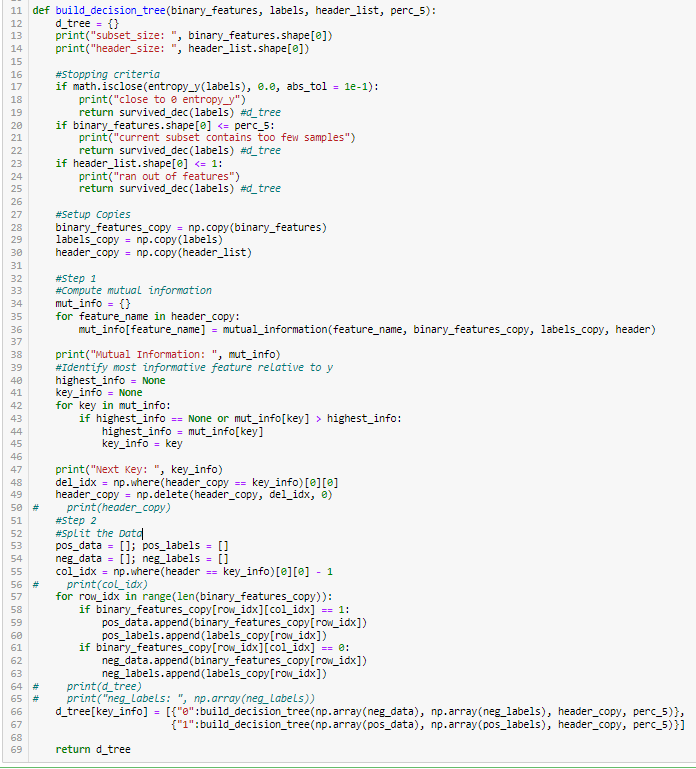 11 def build_decision_tree(binary_features, labels, header_list, perc_5):
12     d_tree = {}
13     print("subset_size: ", binary_features.shape[0])
14     print("header_size: ", header_list.shape[0])
15
16     #Stopping criteria
17     if math.isclose(entropy_y(labels), 0.0, abs_tol = 1e-1):
18         print("close to 0 entropy_y")
19         return survived_dec(labels) #d_tree
20     if binary_features.shape[0] <= perc_5:
21         print("current subset contains too few samples")
22         return survived_dec(labels) #d_tree
23     if header_list.shape[0] <= 1:
24         print("ran out of features")
25         return survived_dec(labels) #d_tree
26
27     #Setup Copies
28     binary_features_copy = np.copy(binary_features)
29     labels_copy = np.copy(labels)
30     header_copy = np.copy(header_list)
31
32     #Step 1
33     #Compute mutual information
34     mut_info = {}
35     for feature_name in header_copy:
36         mut_info[feature_name] = mutual_information(feature_name, binary_features_copy, labels_copy, header)
37
38     print("Mutual Information: ", mut_info)
39     #Identify most informative feature relative to y
40     highest_info = None
41     key_info = None
42     for key in mut_info:
43         if highest_info == None or mut_info[key] > highest_info:
44             highest_info = mut_info[key]
45             key_info = key
46
47     print("Next Key: ", key_info)
48     del_idx = np.where(header_copy == key_info)[0][0]
49     header_copy = np.delete(header_copy, del_idx, 0)
50 #     print(header_copy)
51     #Step 2
52     #Split the Data
53     pos_data = []; pos_labels = []
54     neg_data = []; neg_labels = []
55     col_idx = np.where(header == key_info)[0][0] - 1
56 #     print(col_idx)
57     for row_idx in range(len(binary_features_copy)):
58         if binary_features_copy[row_idx][col_idx] == 1:
59             pos_data.append(binary_features_copy[row_idx])
60             pos_labels.append(labels_copy[row_idx])
61         if binary_features_copy[row_idx][col_idx] == 0:
62             neg_data.append(binary_features_copy[row_idx])
63             neg_labels.append(labels_copy[row_idx])
64 #     print(d_tree)
65 #     print("neg_labels: ", np.array(neg_labels))
66     d_tree[key_info] = [{"0":build_decision_tree(np.array(neg_data), np.array(neg_labels), header_copy, perc_5)},
67                         {"1":build_decision_tree(np.array(pos_data), np.array(pos_labels), header_copy, perc_5)}]
68
69     return d_tree